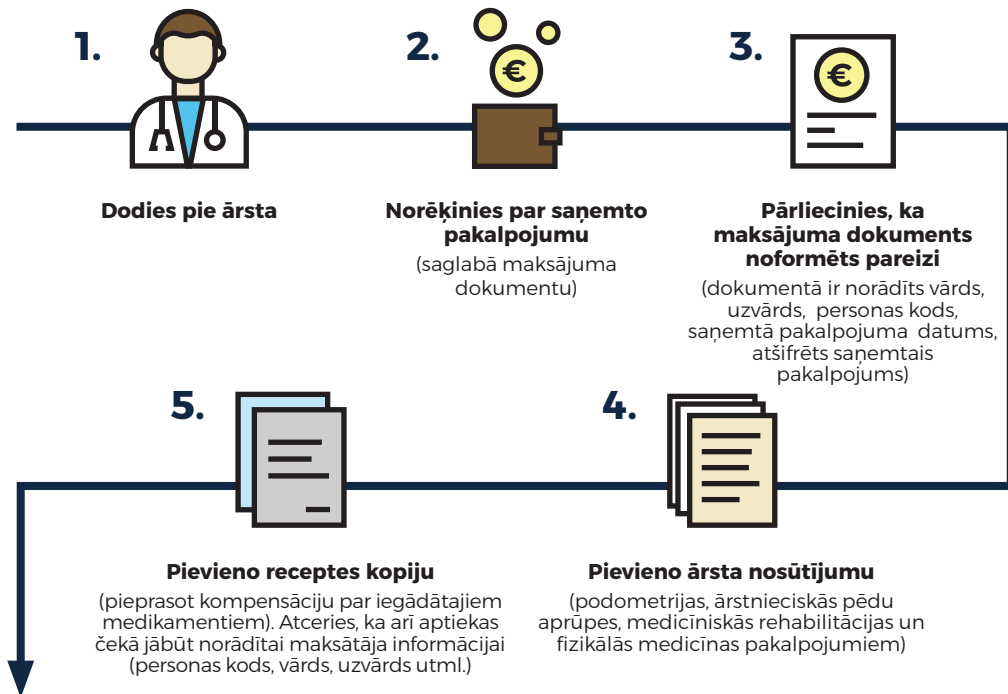 1.
Dodies pie ārsta
2.
€
Norēķinies par saņemto
pakalpojumu
(saglabā maksājuma
dokumentu)
3.
€
Pārliecinies, ka
maksājuma dokuments
noformēts pareizi
(dokumentā ir norādīts vārds,
uzvārds, personas kods,
saņemtā pakalpojuma datums,
atšifrēts saņemtais
pakalpojums)
4.
Pievieno ārsta nosūtījumu
(podometrijas, ārstnieciskās pēdu
aprūpes, medicīniskās rehabilitācijas un
fizikālās medicīnas pakalpojumiem)
5.
Pievieno receptes kopiju
(pieprasot kompensāciju par iegādātajiem
medikamentiem). Atceries, ka arī aptiekas
čekā jābūt norādītai maksātāja informācijai
(personas kods, vārds, uzvārds utml.)